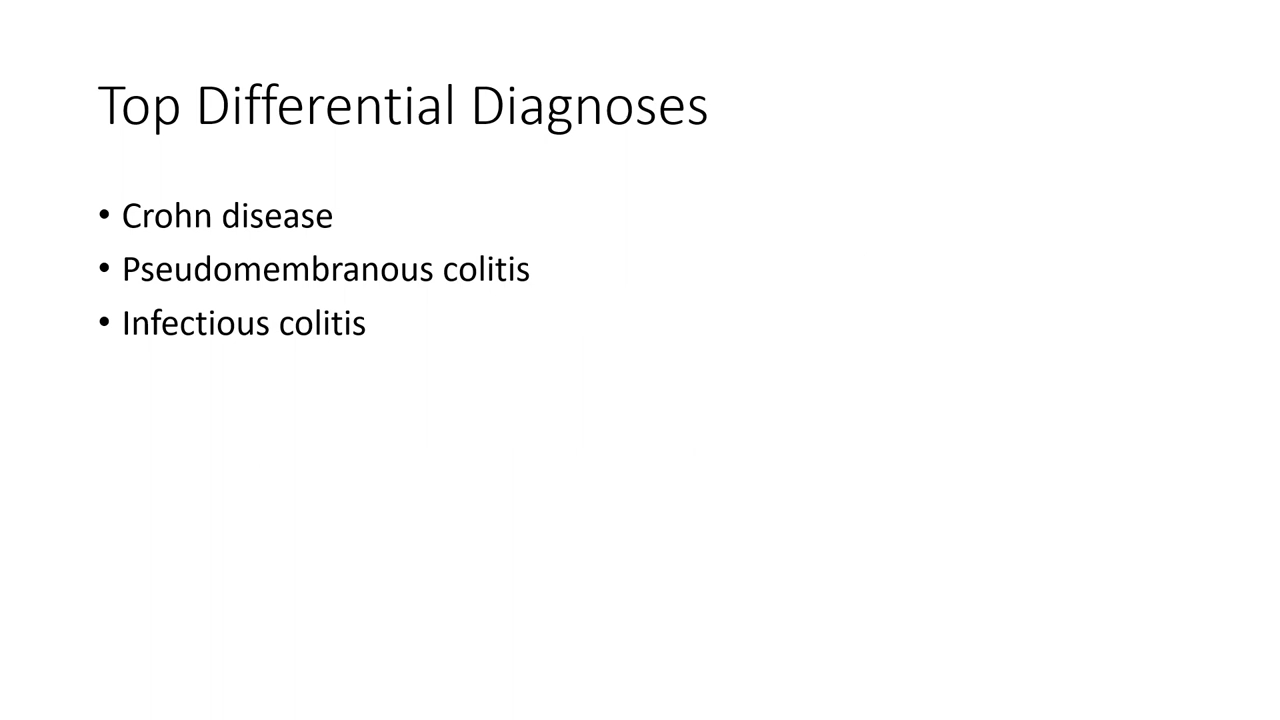 Top Differential Diagnoses
• Crohn disease
• Pseudomembranous colitis
• Infectious colitis